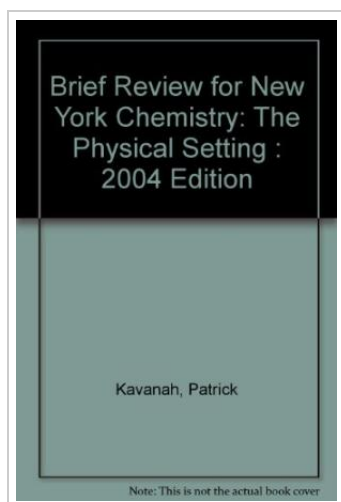 Brief Review for New
York Chemistry: The
Physical Setting :
2004 Edition
Kavanah, Patrick
Note: This is not the actual book cover